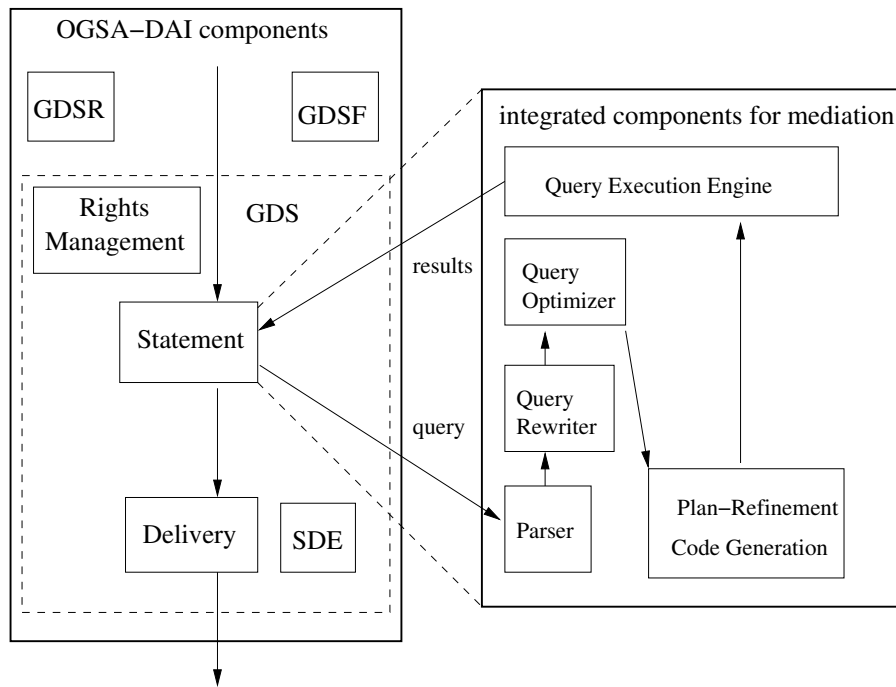 OGSA−DAI components
GDSR
GDSF
Rights
Management
GDS
Statement
Delivery
SDE
results
query
integrated components for mediation
Query Execution Engine
Query
Optimizer
Query
Rewriter
Parser
Plan−Refinement
Code Generation